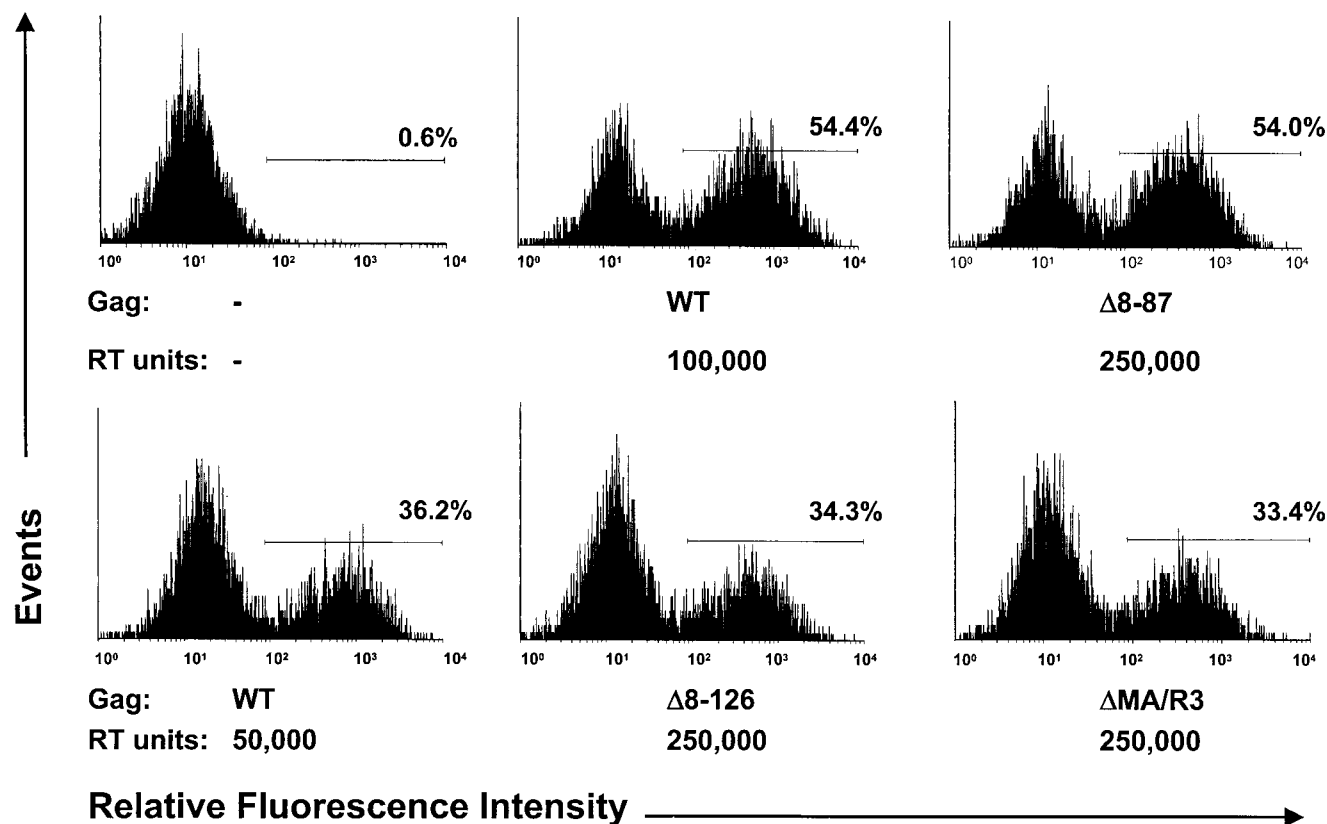 Events
0.6%
10⁰ 10¹ 10² 10³ 10⁴
Gag: -
RT units: -
54.4%
10⁰ 10¹ 10² 10³ 10⁴
WT
100,000
54.0%
10⁰ 10¹ 10² 10³ 10⁴
Δ8-87
250,000
36.2%
10⁰ 10¹ 10² 10³ 10⁴
Gag: WT
RT units: 50,000
34.3%
10⁰ 10¹ 10² 10³ 10⁴
Δ8-126
250,000
33.4%
10⁰ 10¹ 10² 10³ 10⁴
ΔMA/R3
250,000
Relative Fluorescence Intensity